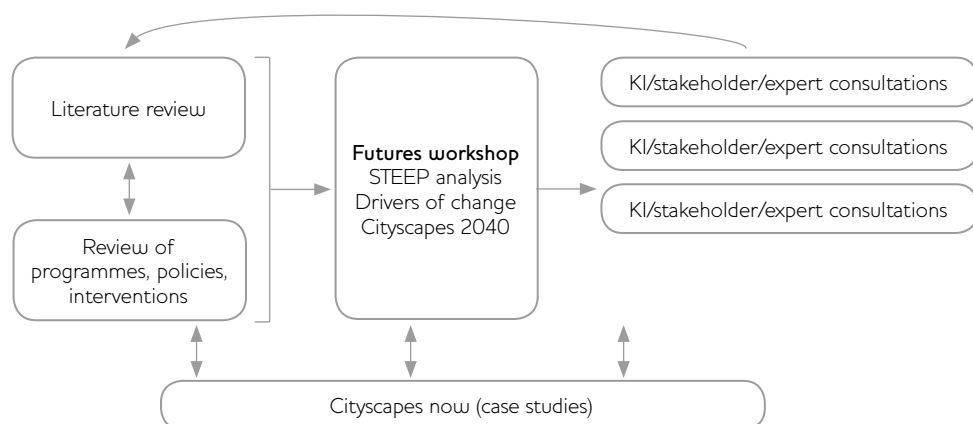 Literature review
Review of
programmes, policies,
interventions
Futures workshop
STEEP analysis
Drivers of change
Cityscapes 2040
KI/stakeholder/expert consultations
KI/stakeholder/expert consultations
KI/stakeholder/expert consultations
Cityscapes now (case studies)